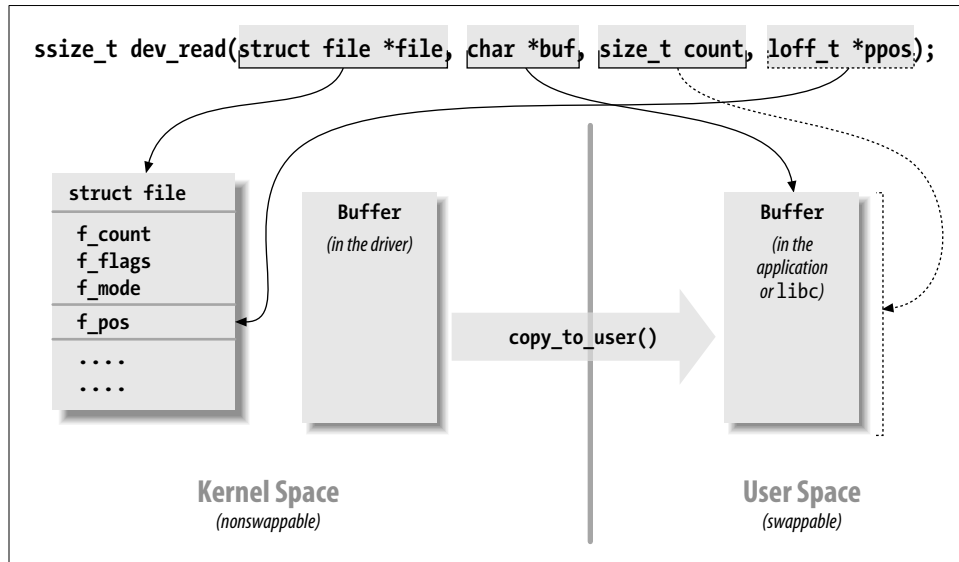 ssize_t dev_read(struct file *file, char *buf, size_t count, loff_t *ppos);
struct file
f_count
f_flags
f_mode
f_pos
....
....
Buffer
(in the driver)
copy_to_user()
Buffer
(in the
application
or libc)
Kernel Space
(nonswappable)
User Space
(swappable)